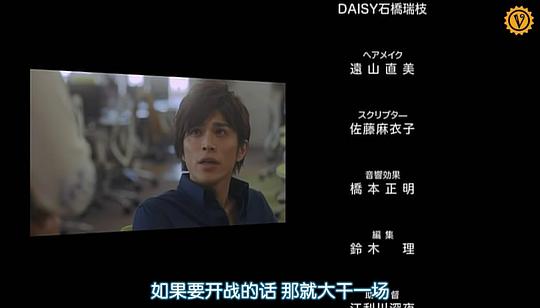 DAISY石橋瑞枝
ヘアメイク
遠山直美
スクリプター
佐藤麻衣子
音響効果
橋本正明
編集
鈴木 理
如果要开战的话 那就大干一场